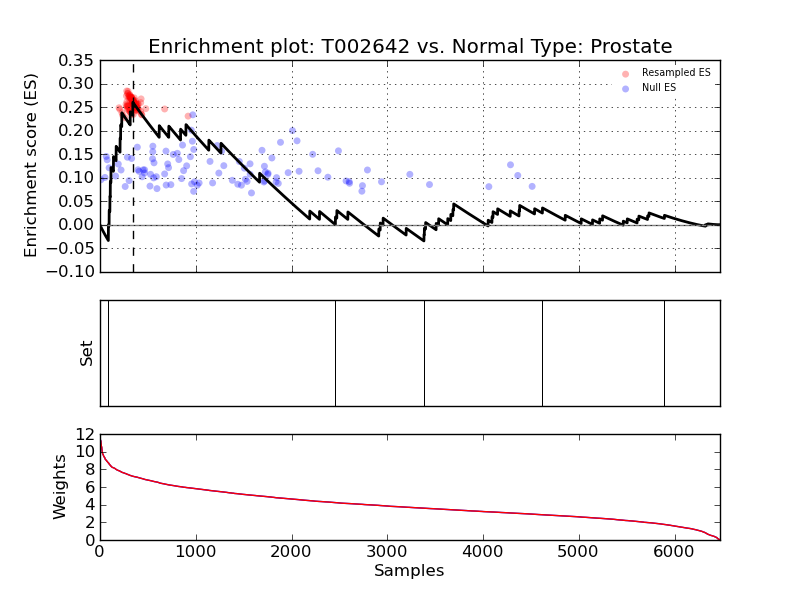 Enrichment plot: T002642 vs. Normal Type: Prostate
Enrichment score (ES)
0.35
0.30
0.25
0.20
0.15
0.10
0.05
0.00
−0.05
−0.10
Resampled ES
Null ES
Set
Weights
12
10
8
6
4
2
0
0 1000 2000 3000 4000 5000 6000
Samples